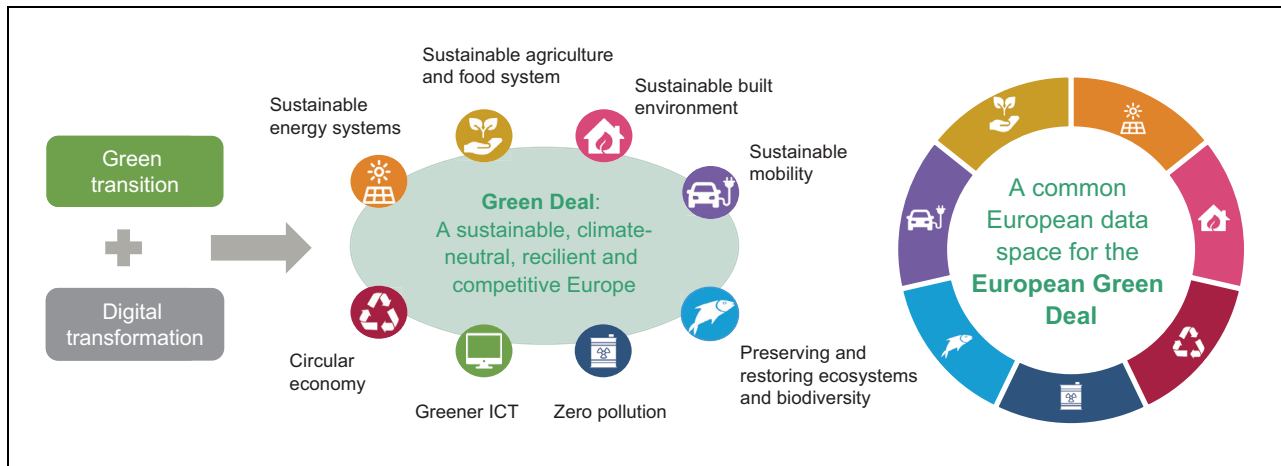 Green
transition
Digital
transformation
Sustainable
energy systems
Sustainable agriculture
and food system
Sustainable built
environment
Sustainable
mobility
Green Deal:
A sustainable, climate-
neutral, recilient and
competitive Europe
Circular
economy
Greener ICT
Zero pollution
Preserving and
restoring ecosystems
and biodiversity
A common
European data
space for the
European Green
Deal